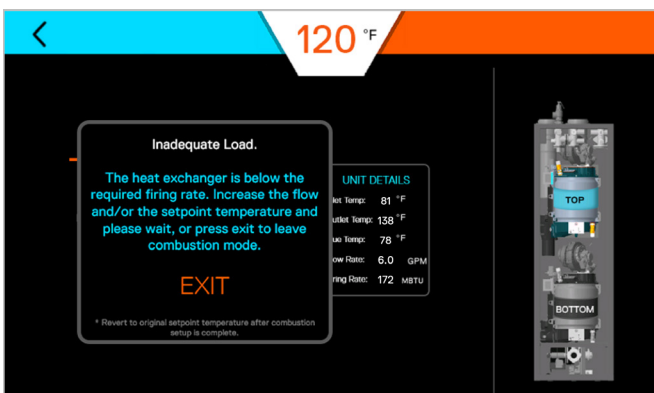 120 °F
Inadequate Load.
The heat exchanger is below the
required firing rate. Increase the flow
and/or the setpoint temperature and
please wait, or press exit to leave
combustion mode.
EXIT
* Revert to original setpoint temperature after combustion
setup is complete.
UNIT DETAILS
let Temp: 81 °F
utlet Temp: 138 °F
ue Temp: 78 °F
ow Rate: 6.0 GPM
ring Rate: 172 MBTU
TOP
BOTTOM